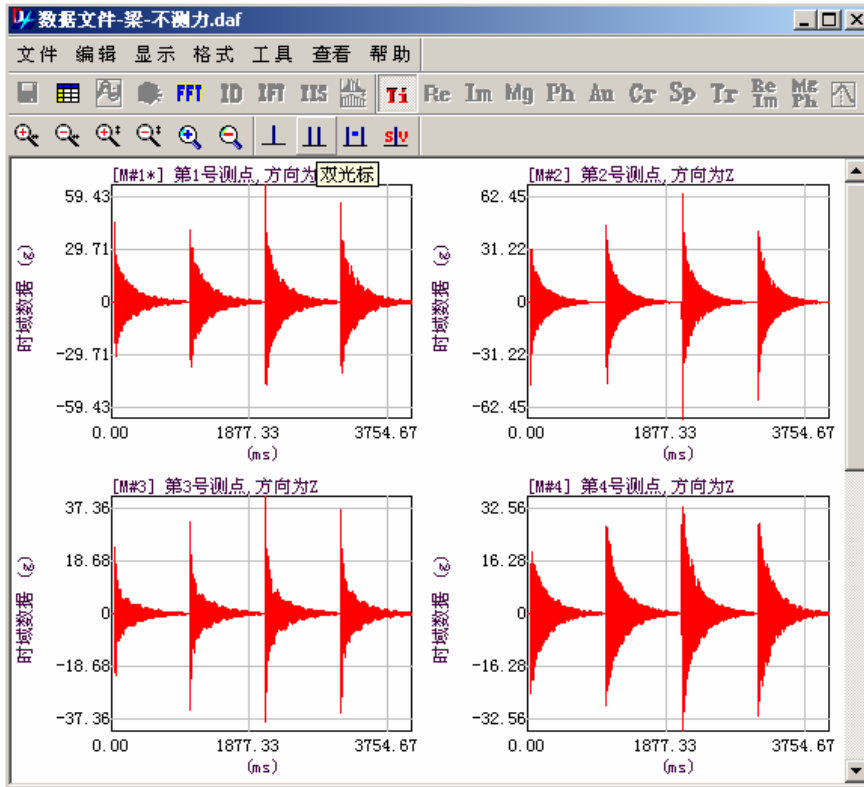 数据文件-梁-不测力.daf
文件 编辑 显示 格式 工具 查看 帮助
FFT ID IFT IIS Ti Re Im Mg Ph Au Cr Sp Tr Re Im Mg Ph
s|v
双光标
[M#1*] 第1号测点,方向为
59.43
29.71
0
-29.71
-59.43
时域数据 (g)
0.00 1877.33 3754.67
(ms)
[M#2] 第2号测点,方向为Z
62.45
31.22
0
-31.22
-62.45
时域数据 (g)
0.00 1877.33 3754.67
(ms)
[M#3] 第3号测点,方向为Z
37.36
18.68
0
-18.68
-37.36
时域数据 (g)
0.00 1877.33 3754.67
(ms)
[M#4] 第4号测点,方向为Z
32.56
16.28
0
-16.28
-32.56
时域数据 (g)
0.00 1877.33 3754.67
(ms)